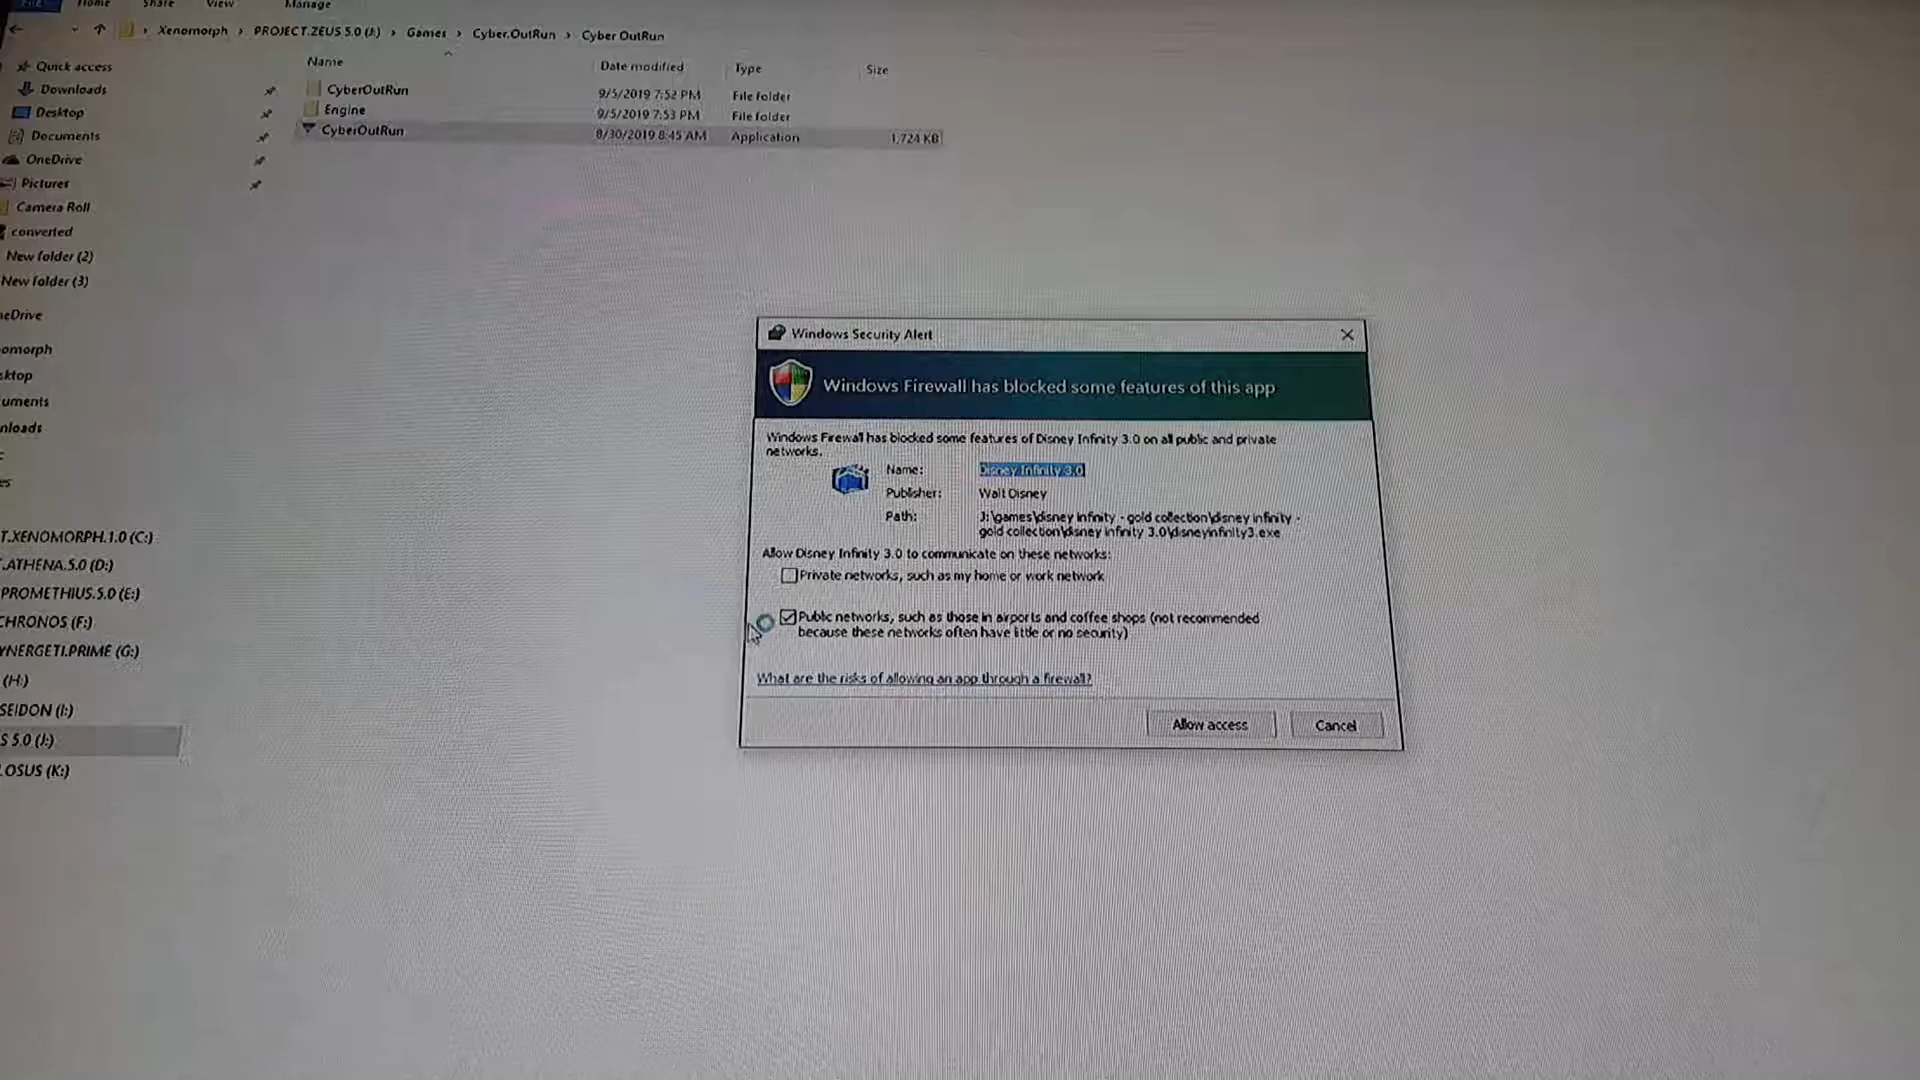 File Home Share View Manage
Xenomorph › PROJECT.ZEUS 5.0 (J:) › Games › Cyber.OutRun › Cyber OutRun
Name Date modified Type Size
CyberOutRun 9/5/2019 7:52 PM File folder
Engine 9/5/2019 7:53 PM File folder
CyberOutRun 8/30/2019 8:45 AM Application 1,724 KB
Quick access
Downloads
Desktop
Documents
OneDrive
Pictures
Camera Roll
converted
New folder (2)
New folder (3)
neDrive
nomorph
sktop
uments
nloads
T.XENOMORPH.1.0 (C:)
.ATHENA.5.0 (D:)
PROMETHIUS.5.0 (E:)
CHRONOS (F:)
YNERGETI.PRIME (G:)
(H:)
SEIDON (I:)
S 5.0 (J:)
LOSUS (K:)
Windows Security Alert
Windows Firewall has blocked some features of this app
Windows Firewall has blocked some features of Disney Infinity 3.0 on all public and private
networks.
Name: Disney Infinity 3.0
Publisher: Walt Disney
Path: J:\games\disney infinity - gold collection\disney infinity -
gold collection\disney infinity 3.0\disneyinfinity3.exe
Allow Disney Infinity 3.0 to communicate on these networks:
Private networks, such as my home or work network
Public networks, such as those in airports and coffee shops (not recommended
because these networks often have little or no security)
What are the risks of allowing an app through a firewall?
Allow access Cancel